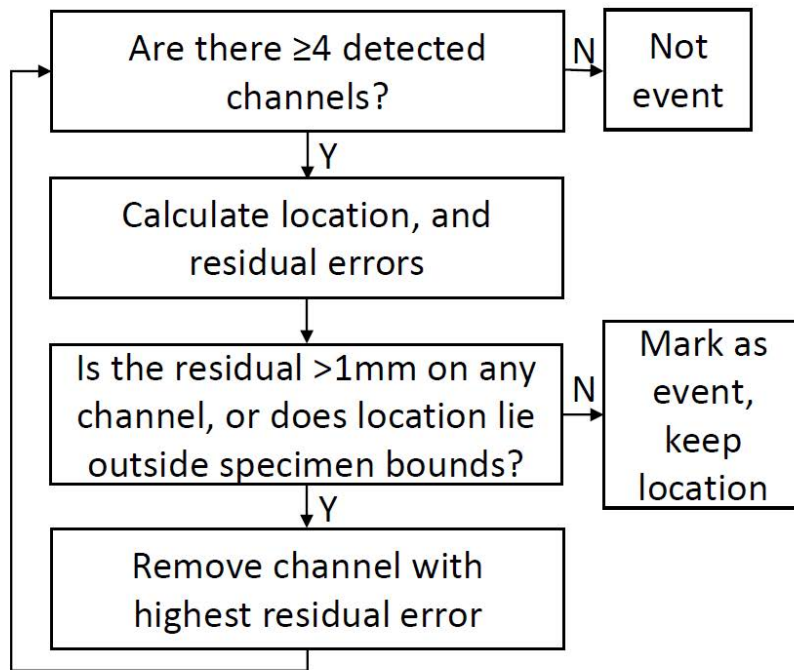 Are there ≥4 detected
channels?
N
Not
event
Y
Calculate location, and
residual errors
Is the residual >1mm on any
channel, or does location lie
outside specimen bounds?
N
Mark as
event,
keep
location
Y
Remove channel with
highest residual error